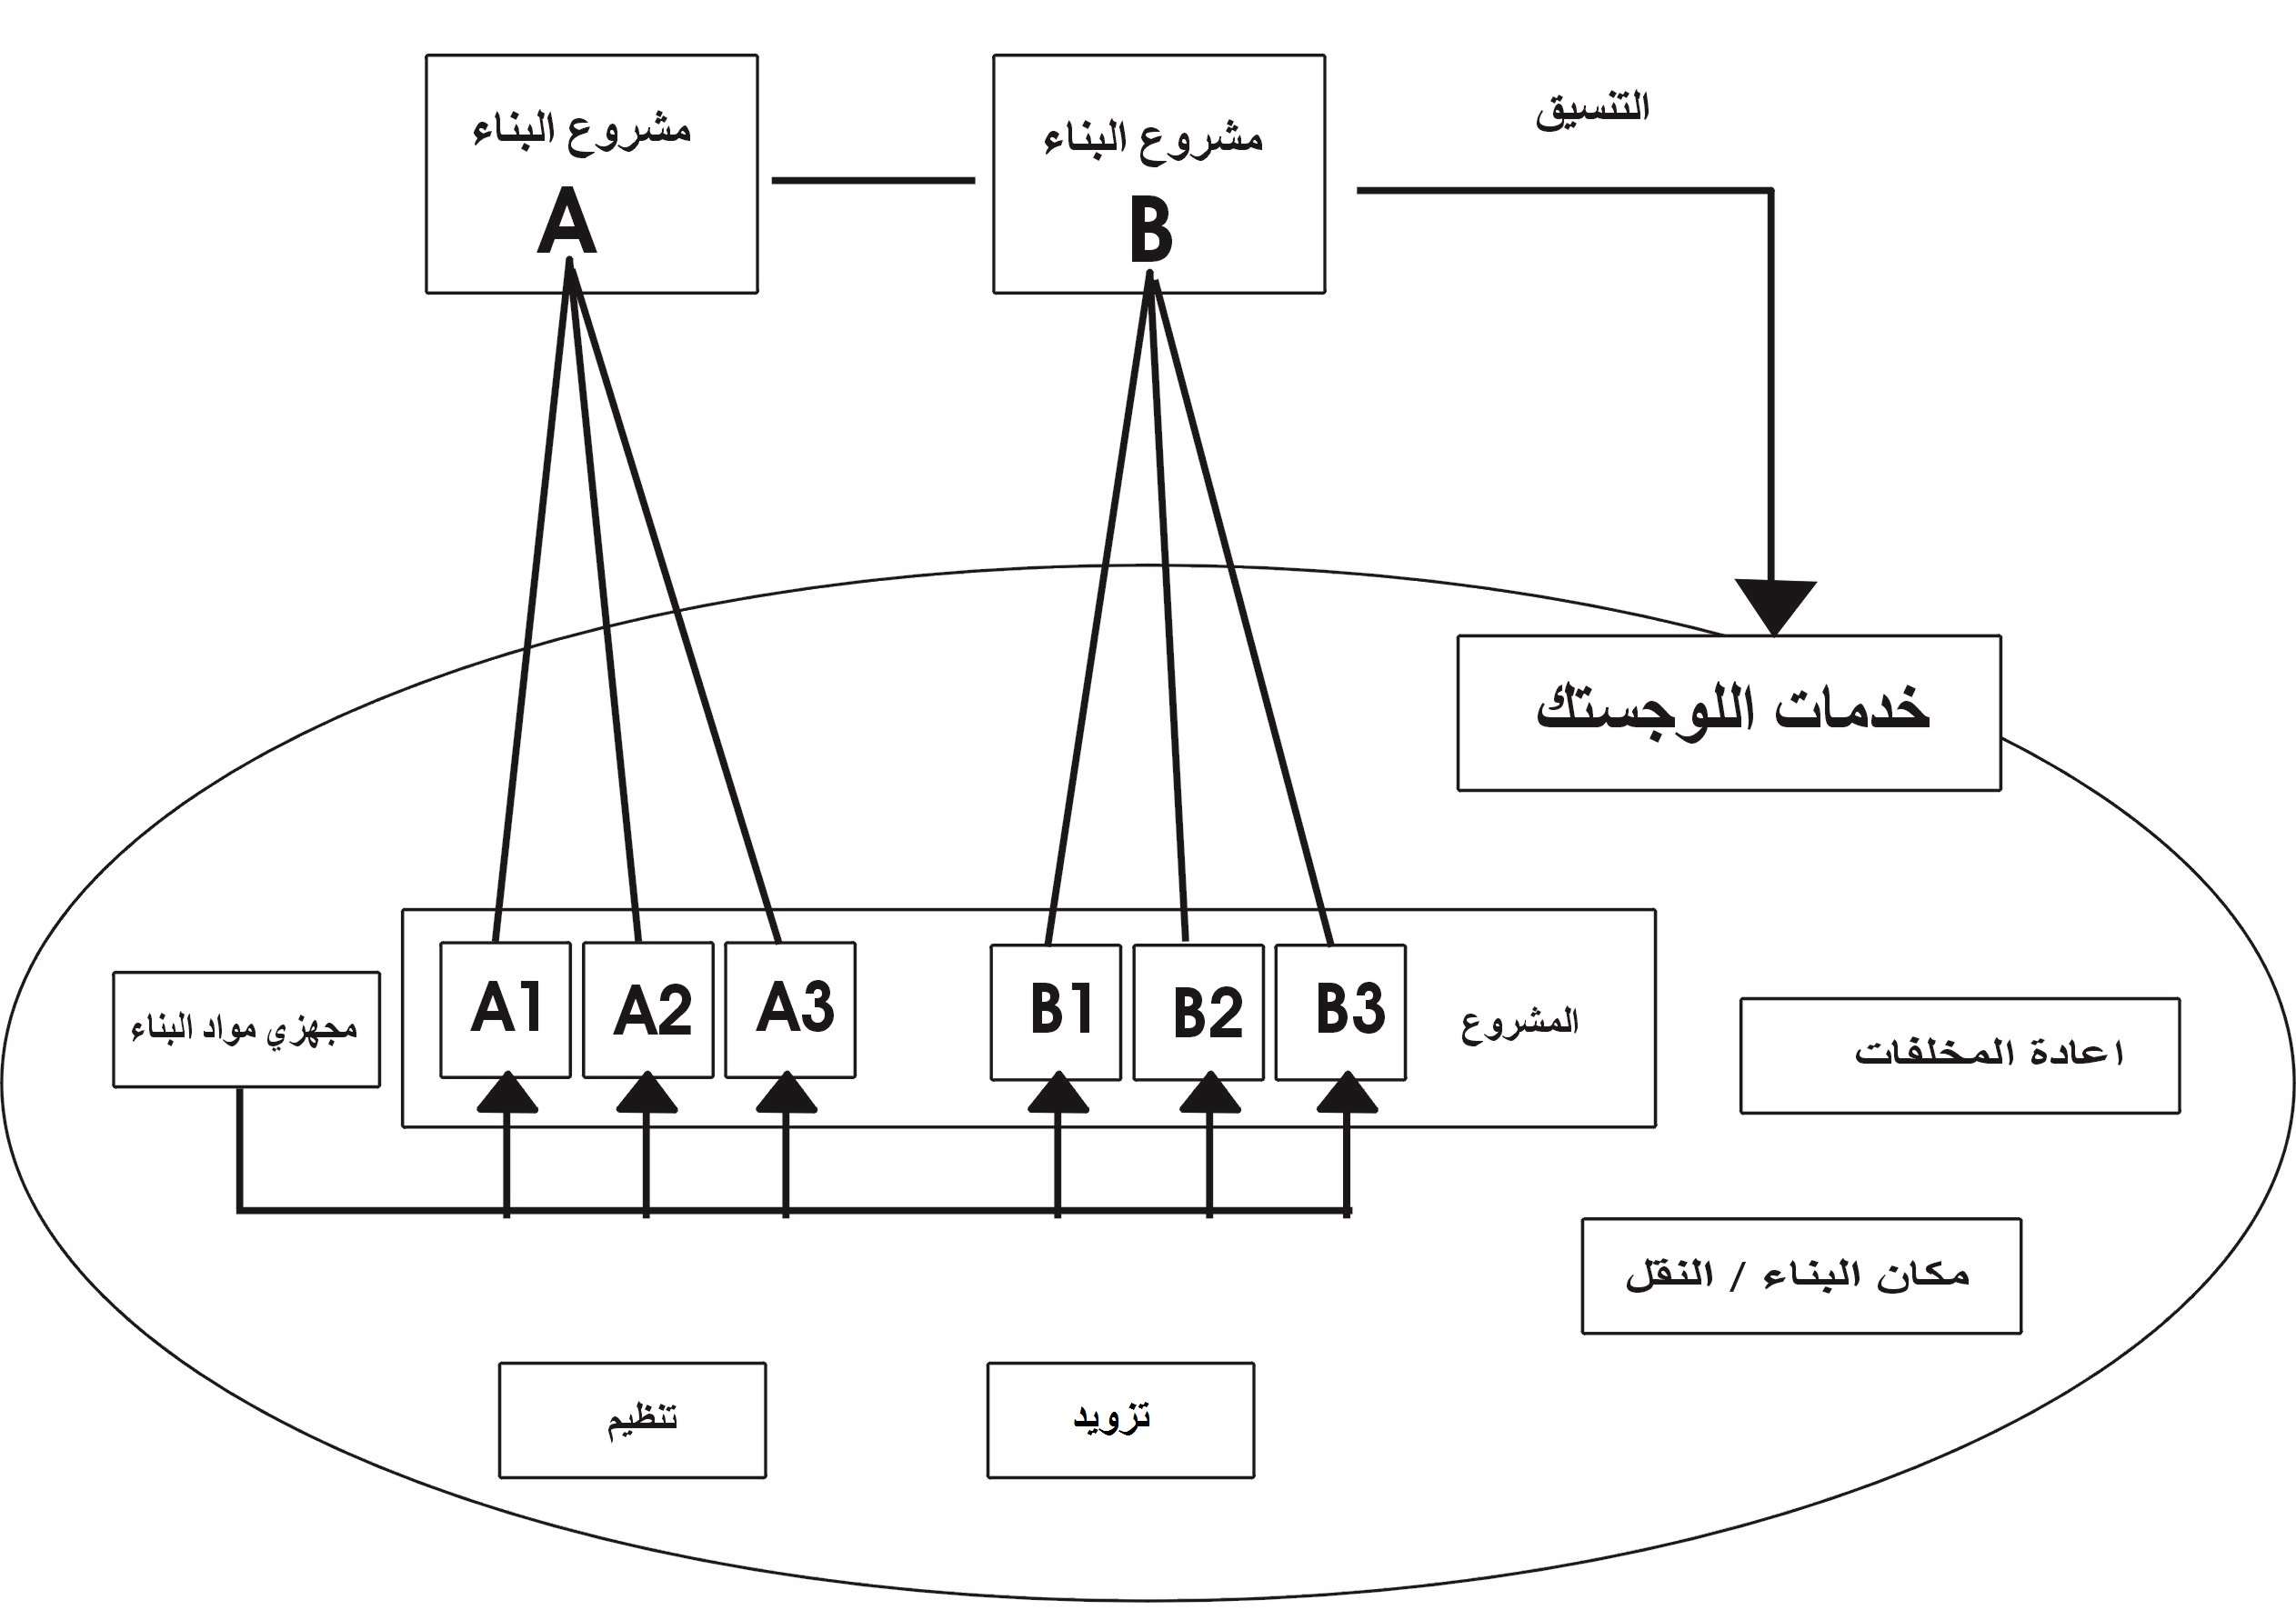 مشروع البناء
A
مشروع البناء
B
التنسيق
خدمات اللوجستك
A1
A2
A3
B1
B2
B3
المشروع
مجهزي مواد البناء
اعادة المخلفات
مكان البناء / النقل
تنظيم
تزويد